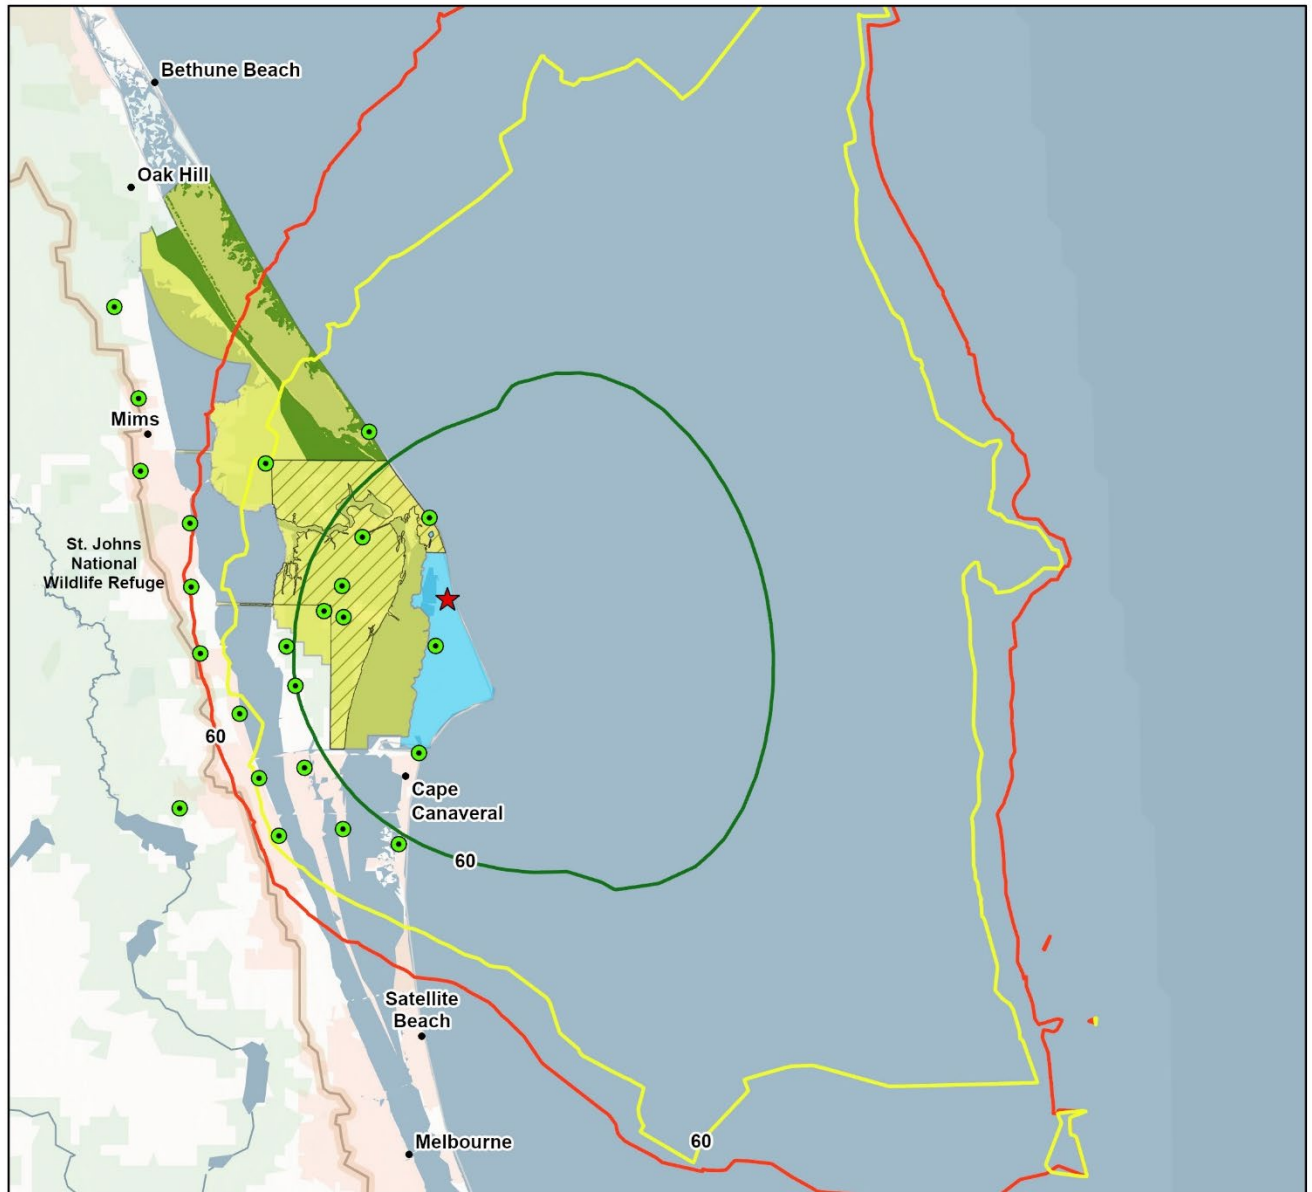 Bethune Beach
Oak Hill
Mims
St. Johns
National
Wildlife Refuge
60
Cape
Canaveral
60
Satellite
Beach
Melbourne
60